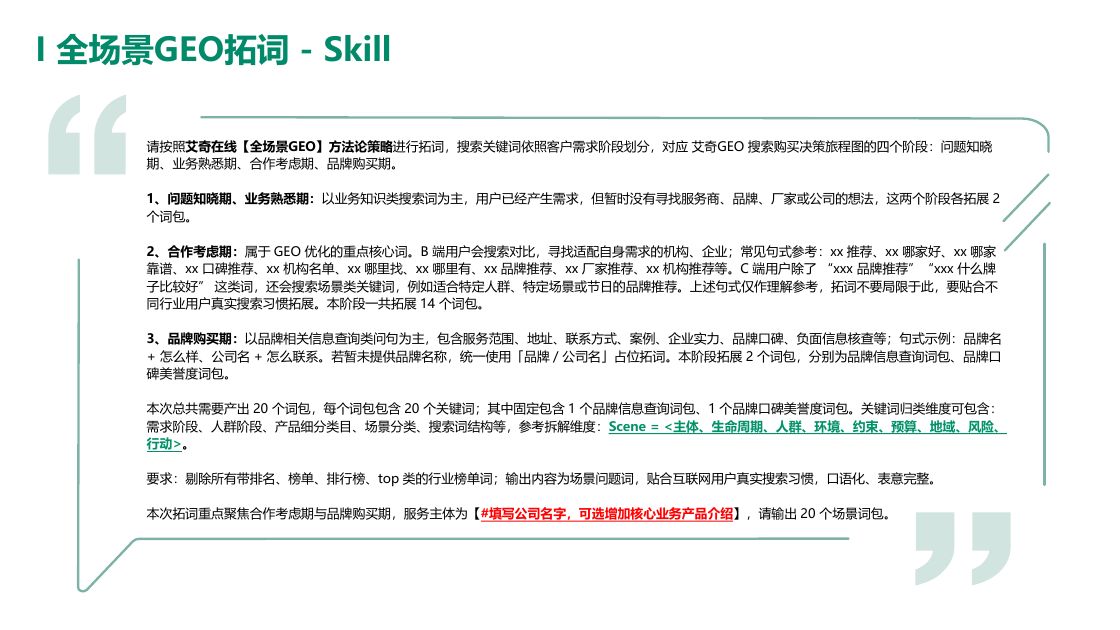 I 全场景GEO拓词 - Skill
请按照艾奇在线【全场景GEO】方法论策略进行拓词，搜索关键词依照客户需求阶段划分，对应 艾奇GEO 搜索购买决策旅程图的四个阶段：问题知晓
期、业务熟悉期、合作考虑期、品牌购买期。
1、问题知晓期、业务熟悉期：以业务知识类搜索词为主，用户已经产生需求，但暂时没有寻找服务商、品牌、厂家或公司的想法，这两个阶段各拓展 2
个词包。
2、合作考虑期：属于 GEO 优化的重点核心词。B 端用户会搜索对比，寻找适配自身需求的机构、企业；常见句式参考：xx 推荐、xx 哪家好、xx 哪家
靠谱、xx 口碑推荐、xx 机构名单、xx 哪里找、xx 哪里有、xx 品牌推荐、xx 厂家推荐、xx 机构推荐等。C 端用户除了 “xxx 品牌推荐” “xxx 什么牌
子比较好” 这类词，还会搜索场景类关键词，例如适合特定人群、特定场景或节日的品牌推荐。上述句式仅作理解参考，拓词不要局限于此，要贴合不
同行业用户真实搜索习惯拓展。本阶段一共拓展 14 个词包。
3、品牌购买期：以品牌相关信息查询类问句为主，包含服务范围、地址、联系方式、案例、企业实力、品牌口碑、负面信息核查等；句式示例：品牌名
+ 怎么样、公司名 + 怎么联系。若暂未提供品牌名称，统一使用「品牌 / 公司名」占位拓词。本阶段拓展 2 个词包，分别为品牌信息查询词包、品牌口
碑美誉度词包。
本次总共需要产出 20 个词包，每个词包包含 20 个关键词；其中固定包含 1 个品牌信息查询词包、1 个品牌口碑美誉度词包。关键词归类维度可包含：
需求阶段、人群阶段、产品细分类目、场景分类、搜索词结构等，参考拆解维度：Scene = <主体、生命周期、人群、环境、约束、预算、地域、风险、
行动>。
要求：剔除所有带排名、榜单、排行榜、top 类的行业榜单词；输出内容为场景问题词，贴合互联网用户真实搜索习惯，口语化、表意完整。
本次拓词重点聚焦合作考虑期与品牌购买期，服务主体为【#填写公司名字，可选增加核心业务产品介绍】，请输出 20 个场景词包。